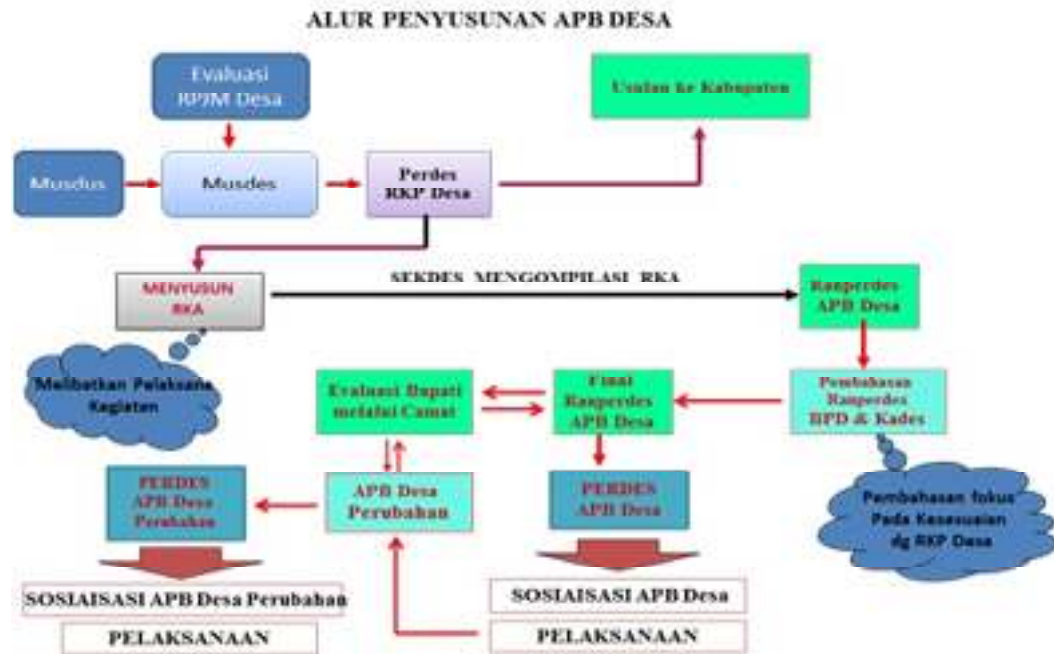 ALUR PENYUSUNAN APB DESA
Evaluasi
RPJM Desa
Usulan ke Kabupaten
Musdus
Musdes
Perdes
RKP Desa
MENYUSUN
RKA
SEKDES MENGOMPILASI RKA
Ranperdes
APB Desa
Melibatkan Pelaksana
Kegiatan
Evaluasi Bupati
melalui Camat
Final
Ranperdes
APB Desa
Pembahasan
Ranperdes
BPD & Kades
PERDES
APB Desa
Perubahan
APB Desa
Perubahan
PERDES
APB Desa
Pembahasan fokus
Pada Kesesuaian
dg RKP Desa
SOSIAISASI APB Desa Perubahan
PELAKSANAAN
SOSIAISASI APB Desa
PELAKSANAAN